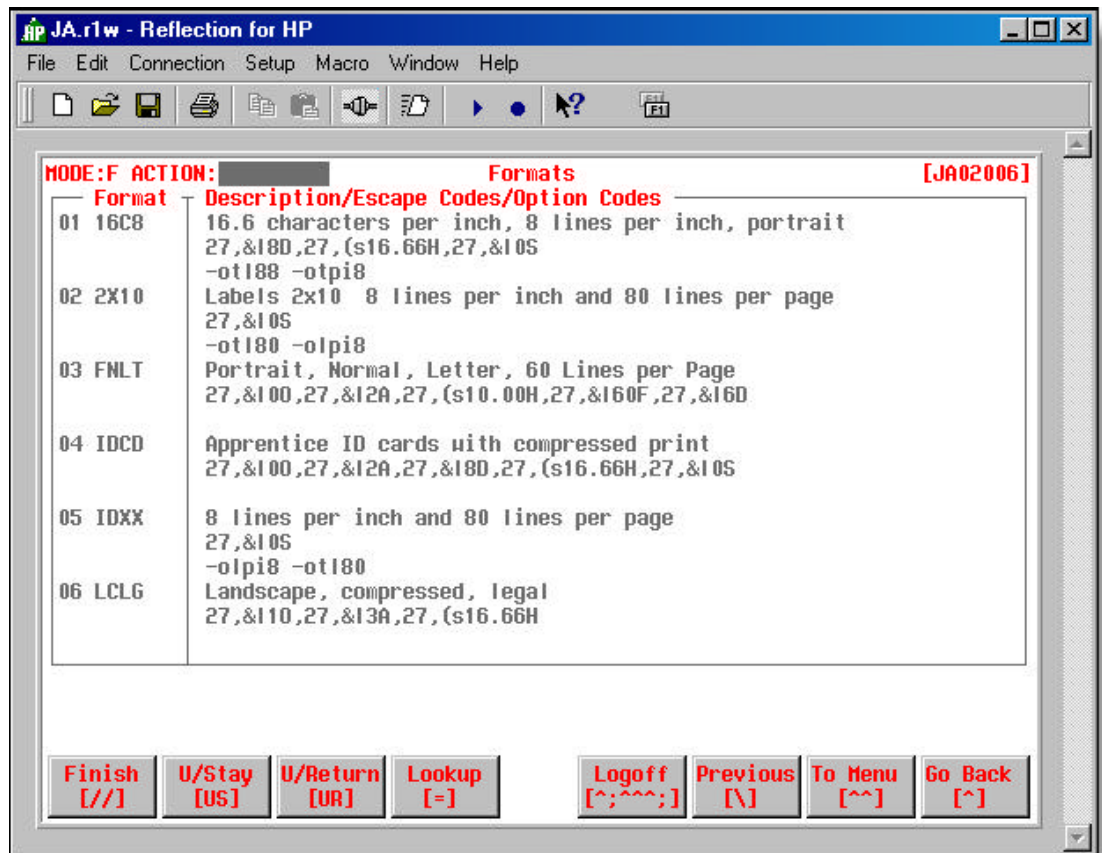 JA.r1w - Reflection for HP
File Edit Connection Setup Macro Window Help
MODE:F ACTION: Formats [JA02006]
Format Description/Escape Codes/Option Codes
01 16C8 16.6 characters per inch, 8 lines per inch, portrait
27,&l8D,27,(s16.66H,27,&l0S
-otl88 -otpi8
02 2X10 Labels 2x10 8 lines per inch and 80 lines per page
27,&l0S
-otl80 -olpi8
03 FNLT Portrait, Normal, Letter, 60 Lines per Page
27,&l0O,27,&l2A,27,(s10.00H,27,&l60F,27,&l6D
04 IDCD Apprentice ID cards with compressed print
27,&l0O,27,&l2A,27,&l8D,27,(s16.66H,27,&l0S
05 IDXX 8 lines per inch and 80 lines per page
27,&l0S
-olpi8 -otl80
06 LCLG Landscape, compressed, legal
27,&l1O,27,&l3A,27,(s16.66H
Finish U/Stay U/Return Lookup Logoff Previous To Menu Go Back
[//] [US] [UR] [=] [^;^^^;] [\] [^^] [^]